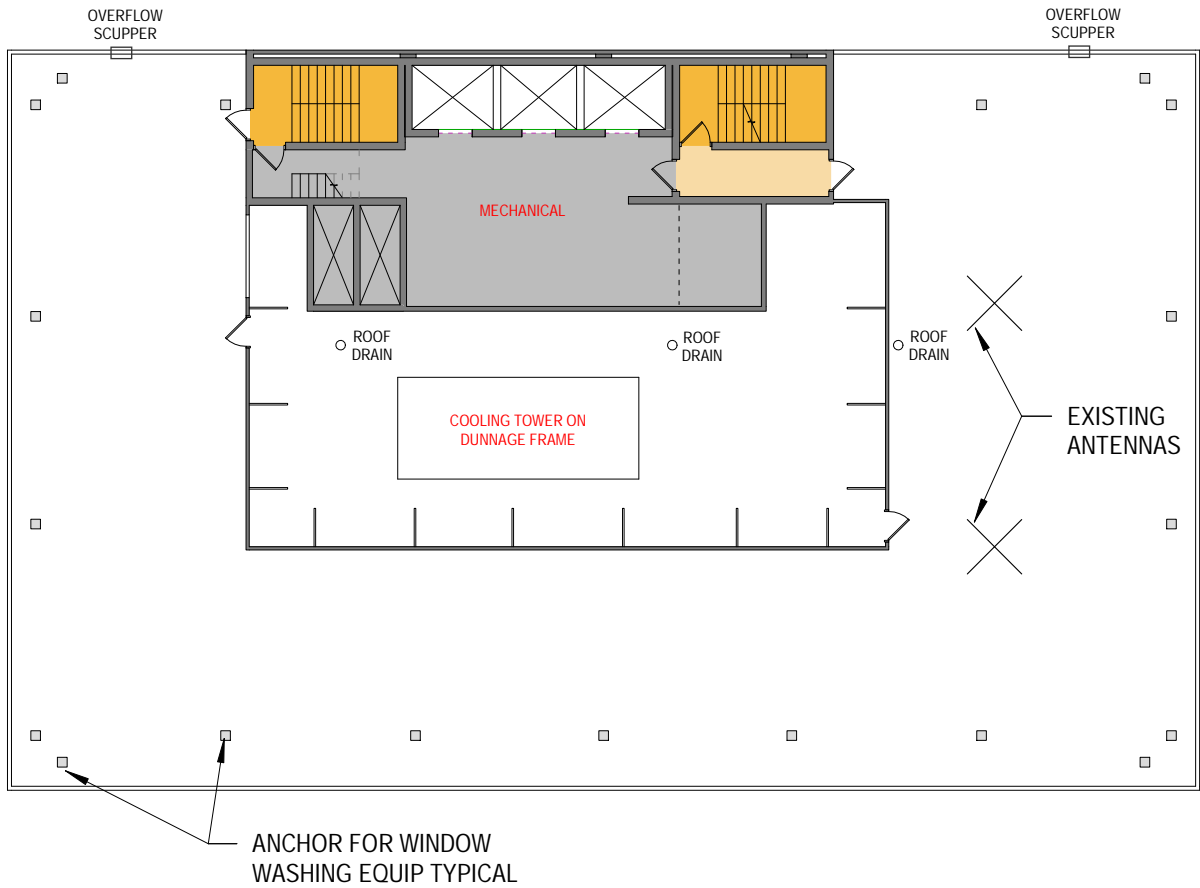 OVERFLOW
SCUPPER
OVERFLOW
SCUPPER
MECHANICAL
ROOF
DRAIN
ROOF
DRAIN
ROOF
DRAIN
COOLING TOWER ON
DUNNAGE FRAME
EXISTING
ANTENNAS
ANCHOR FOR WINDOW
WASHING EQUIP TYPICAL